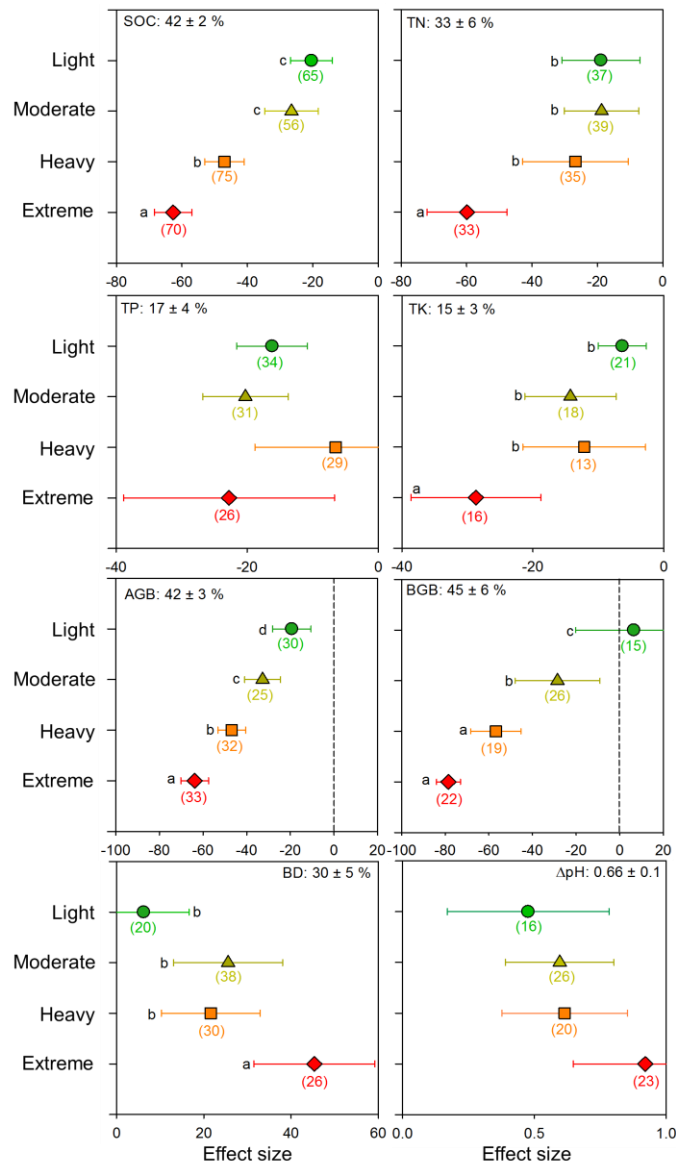 SOC: 42 ± 2 %
TN: 33 ± 6 %
Light
c
(65)
b
(37)
Moderate
c
(56)
b
(39)
Heavy
b
(75)
b
(35)
Extreme
a
(70)
a
(33)
-80 -60 -40 -20 0
-80 -60 -40 -20 0
TP: 17 ± 4 %
TK: 15 ± 3 %
Light
(34)
b
(21)
Moderate
(31)
b
(18)
Heavy
(29)
b
(13)
Extreme
(26)
a
(16)
-40 -20 0
-40 -20 0
AGB: 42 ± 3 %
BGB: 45 ± 6 %
Light
d
(30)
c
(15)
Moderate
c
(25)
b
(26)
Heavy
b
(32)
a
(19)
Extreme
a
(33)
a
(22)
-100 -80 -60 -40 -20 0 20
-100 -80 -60 -40 -20 0 20
BD: 30 ± 5 %
ΔpH: 0.66 ± 0.1
Light
b
(20)
(16)
Moderate
b
(38)
(26)
Heavy
b
(30)
(20)
Extreme
a
(26)
(23)
0 20 40 60
0.0 0.5 1.0
Effect size
Effect size